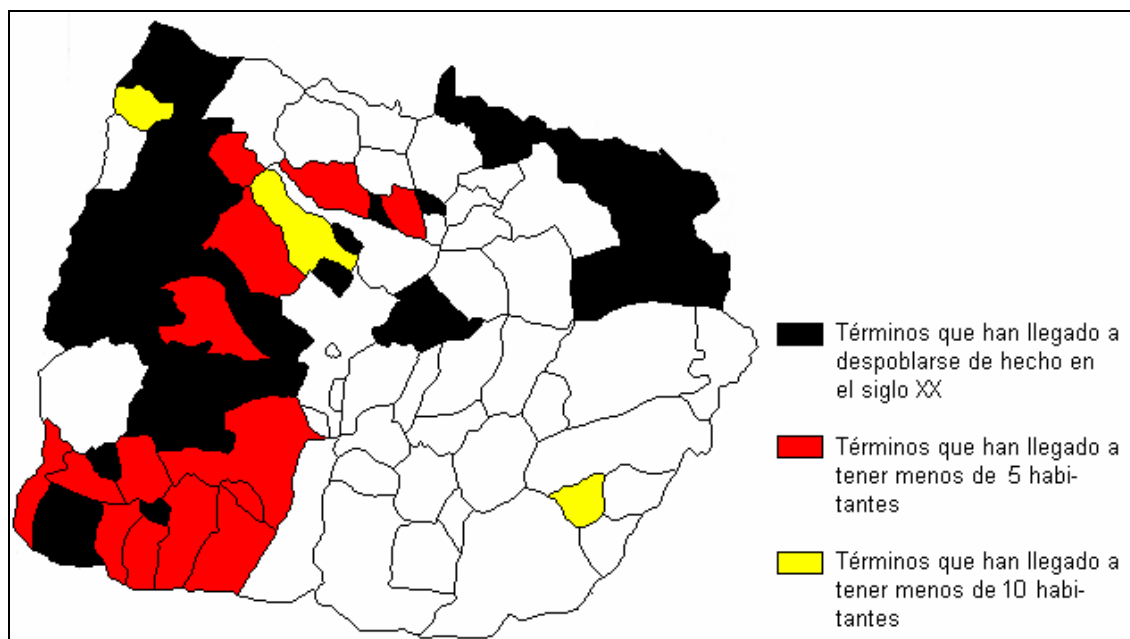 Términos que han llegado a
despoblarse de hecho en
el siglo XX
Términos que han llegado a
tener menos de 5 habi-
tantes
Términos que han llegado a
tener menos de 10 habi-
tantes